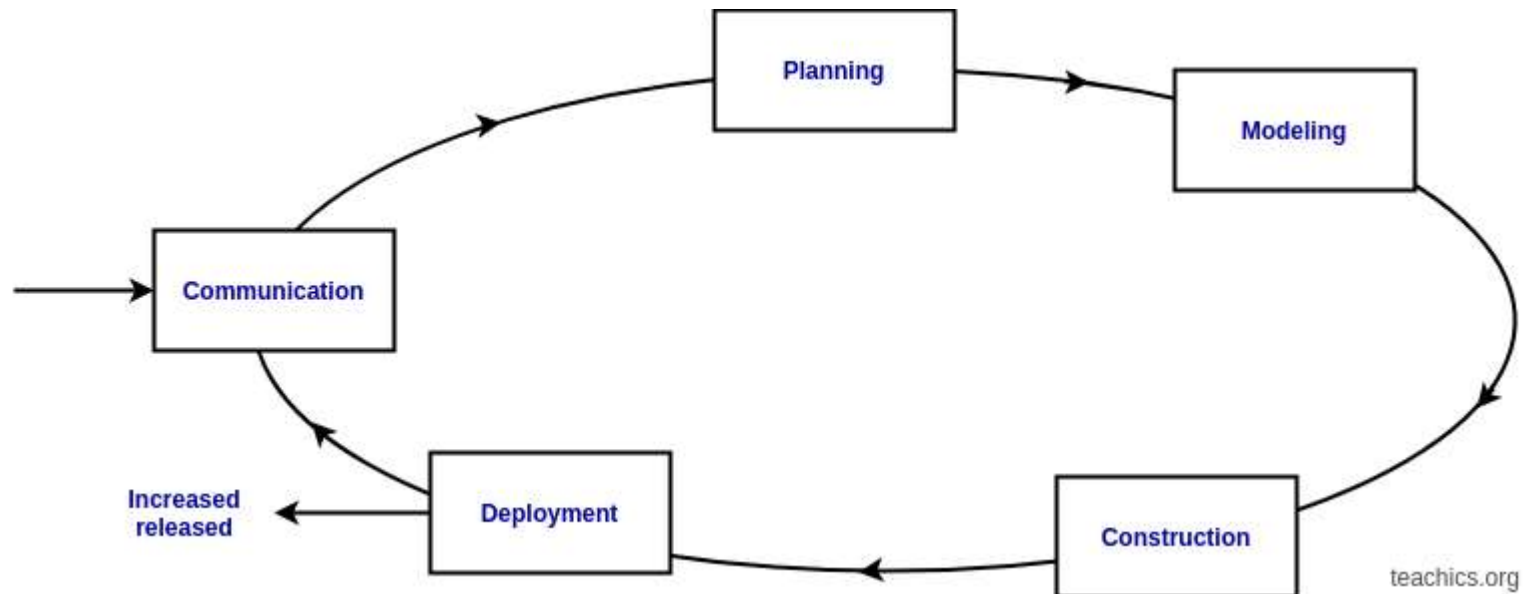 Planning
Modeling
Communication
Increased
released
Deployment
Construction
teachics.org